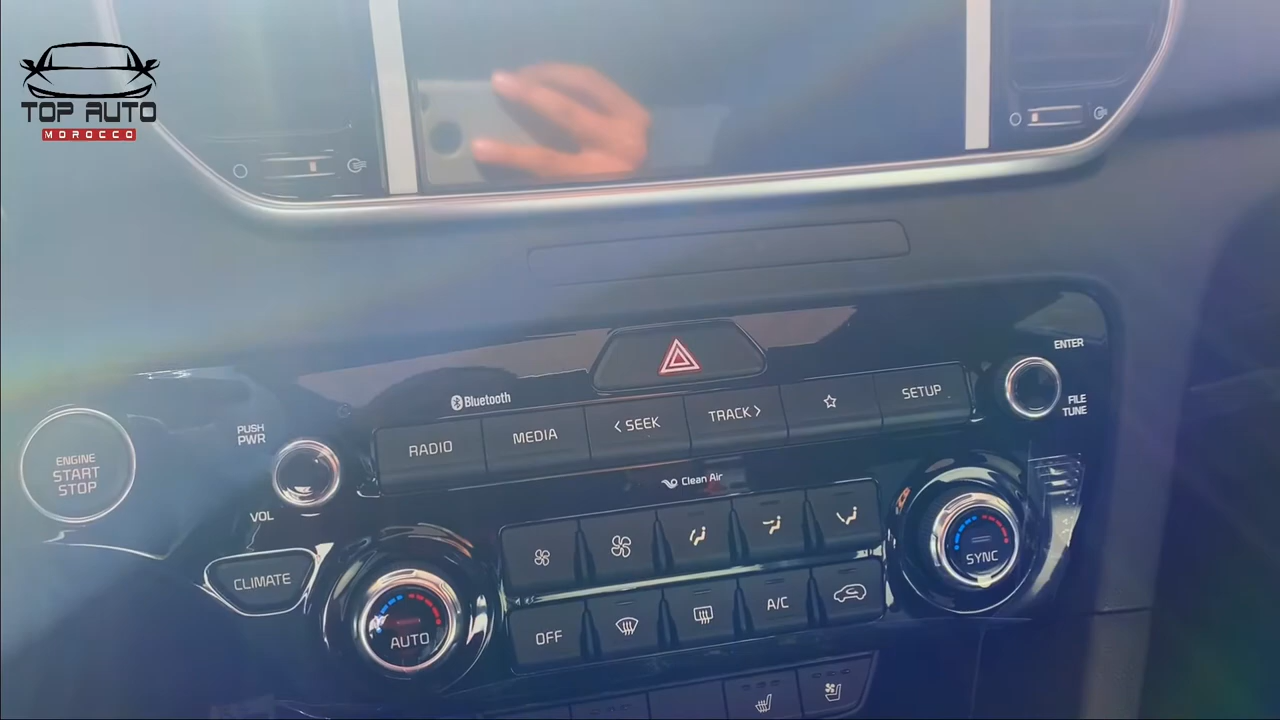 TOP AUTO
MOROCCO
ENTER
FILE
TUNE
Bluetooth
RADIO
MEDIA
< SEEK
TRACK >
SETUP
PUSH
PWR
VOL
ENGINE
START
STOP
Clean Air
CLIMATE
AUTO
SYNC
OFF
A/C